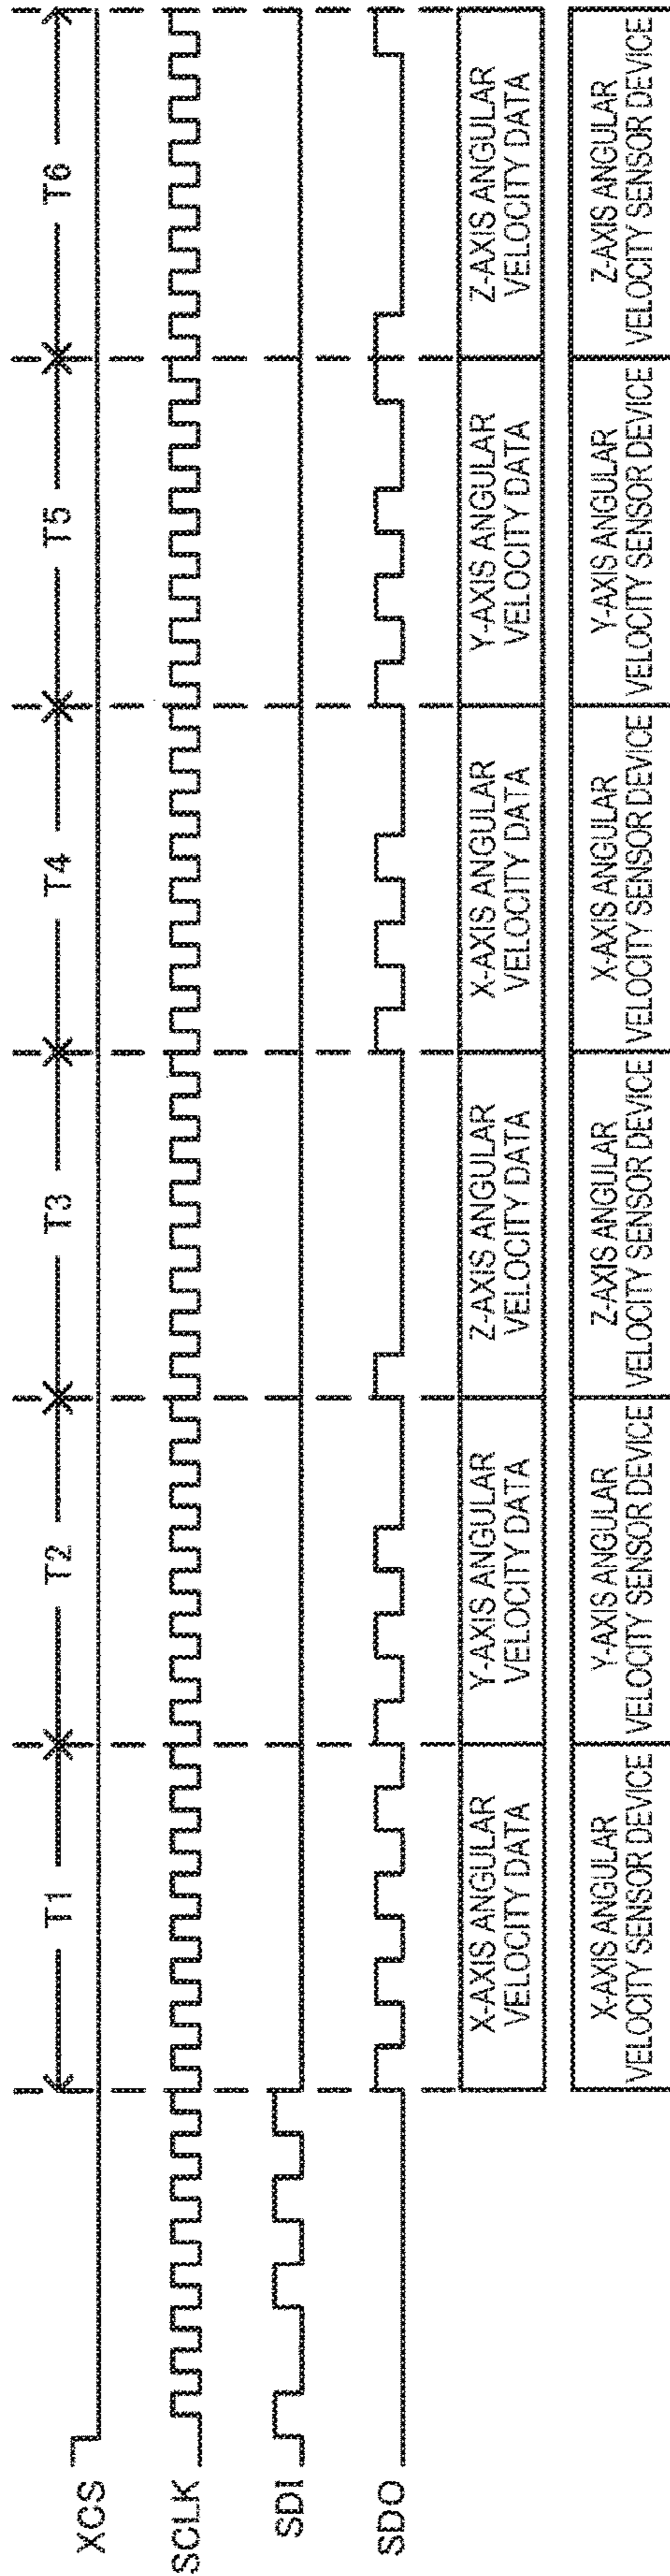 T1
T2
T3
T4
T5
T6
XCS
SCLK
SDI
SDO
X-AXIS ANGULAR
VELOCITY DATA
Y-AXIS ANGULAR
VELOCITY DATA
Z-AXIS ANGULAR
VELOCITY DATA
X-AXIS ANGULAR
VELOCITY DATA
Y-AXIS ANGULAR
VELOCITY DATA
Z-AXIS ANGULAR
VELOCITY DATA
X-AXIS ANGULAR
VELOCITY SENSOR DEVICE
Y-AXIS ANGULAR
VELOCITY SENSOR DEVICE
Z-AXIS ANGULAR
VELOCITY SENSOR DEVICE
X-AXIS ANGULAR
VELOCITY SENSOR DEVICE
Y-AXIS ANGULAR
VELOCITY SENSOR DEVICE
Z-AXIS ANGULAR
VELOCITY SENSOR DEVICE